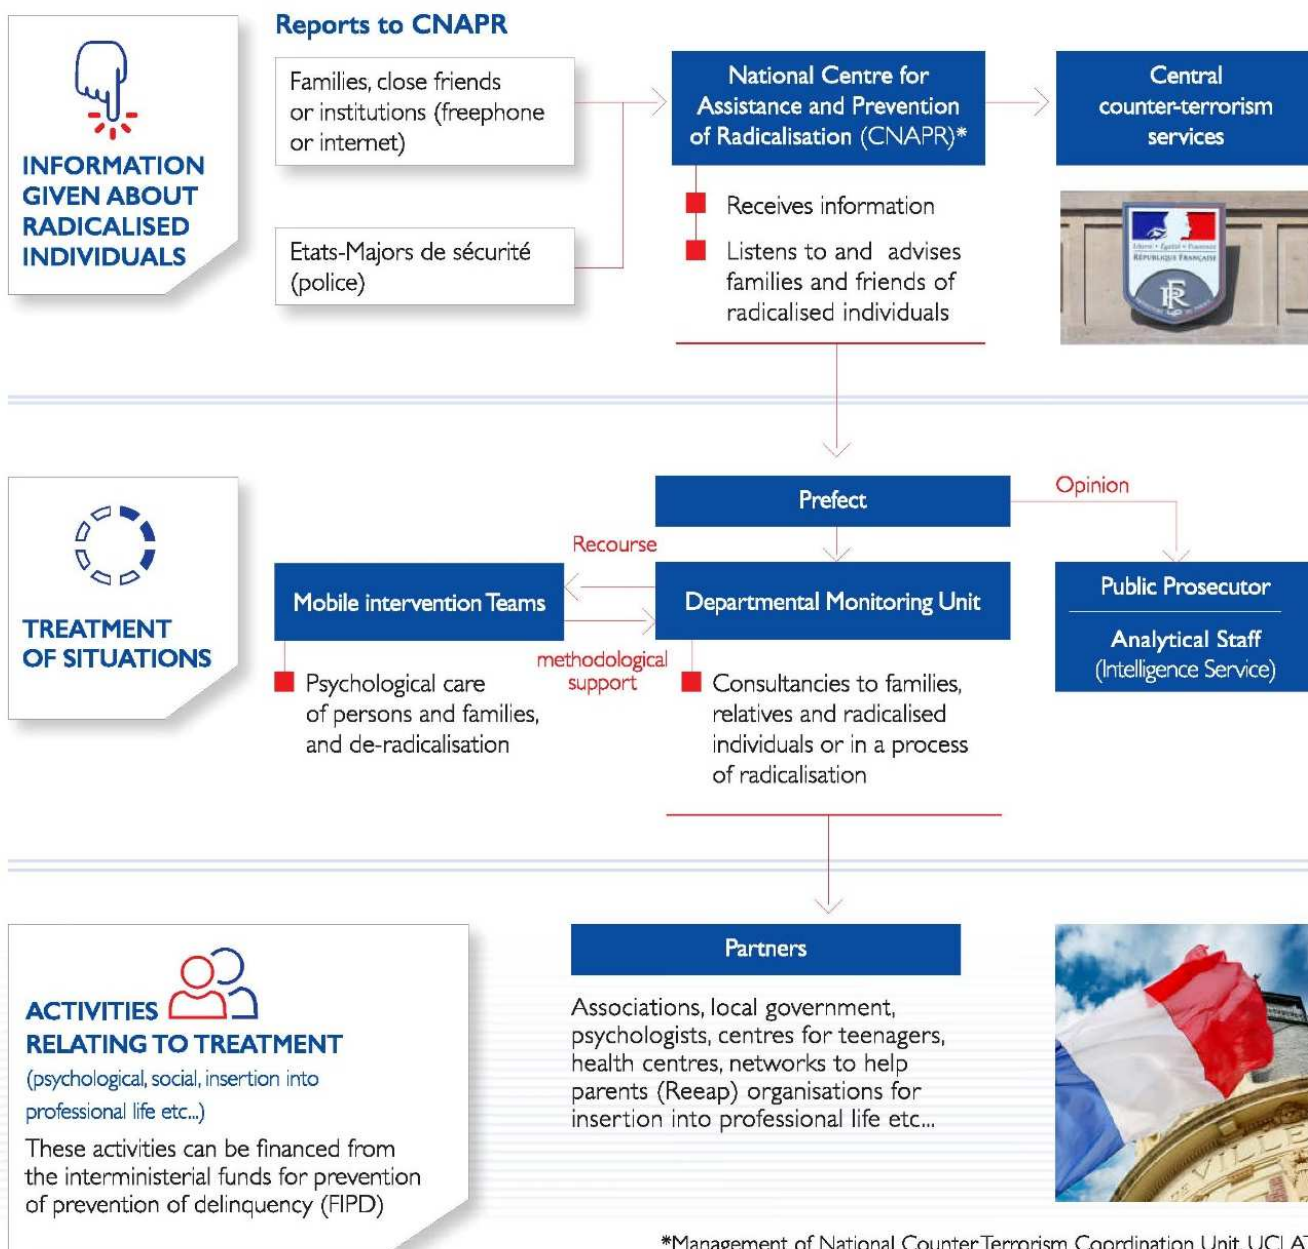 Reports to CNAPR
INFORMATION
GIVEN ABOUT
RADICALISED
INDIVIDUALS
Families, close friends
or institutions (freephone
or internet)
Etats-Majors de sécurité
(police)
National Centre for
Assistance and Prevention
of Radicalisation (CNAPR)*
Receives information
Listens to and advises
families and friends of
radicalised individuals
Central
counter-terrorism
services
RÉPUBLIQUE FRANÇAISE
TREATMENT
OF SITUATIONS
Prefect
Opinion
Recourse
Mobile intervention Teams
Departmental Monitoring Unit
methodological
support
Psychological care
of persons and families,
and de-radicalisation
Consultancies to families,
relatives and radicalised
individuals or in a process
of radicalisation
Public Prosecutor
Analytical Staff
(Intelligence Service)
ACTIVITIES
RELATING TO TREATMENT
(psychological, social, insertion into
professional life etc...)
These activities can be financed from
the interministerial funds for prevention
of prevention of delinquency (FIPD)
Partners
Associations, local government,
psychologists, centres for teenagers,
health centres, networks to help
parents (Reeap) organisations for
insertion into professional life etc...
VILLE
*Management of National Counter Terrorism Coordination Unit, UCLAT